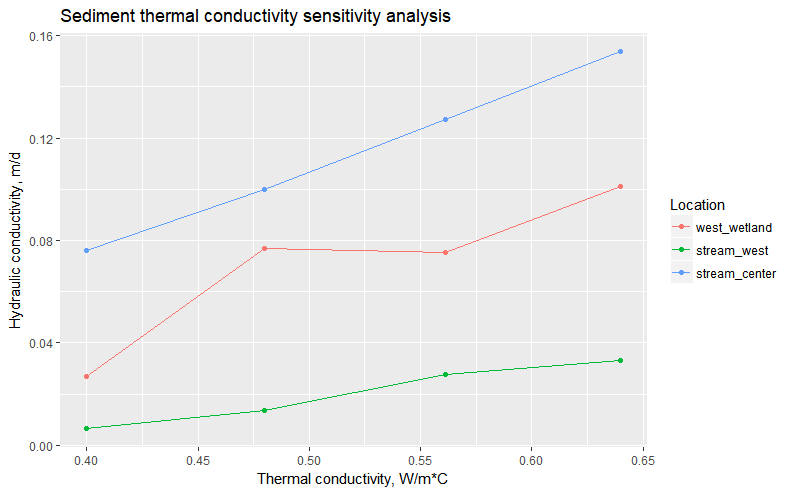 Sediment thermal conductivity sensitivity analysis
Hydraulic conductivity, m/d
0.16
0.12
0.08
0.04
0.00
0.40 0.45 0.50 0.55 0.60 0.65
Thermal conductivity, W/m*C
Location
west_wetland
stream_west
stream_center